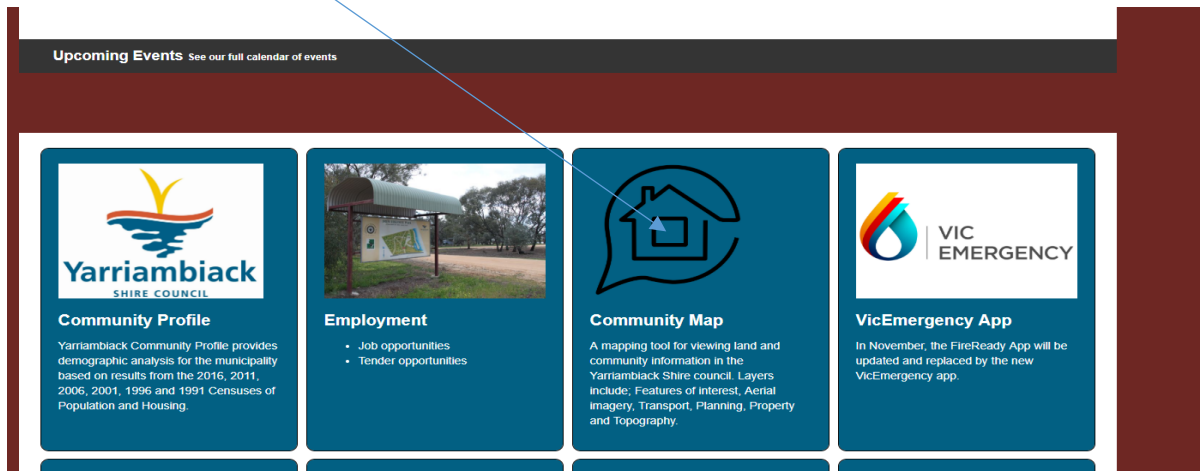 Upcoming Events See our full calendar of events
Yarriambiack
SHIRE COUNCIL
Community Profile
Yarriambiack Community Profile provides
demographic analysis for the municipality
based on results from the 2016, 2011,
2006, 2001, 1996 and 1991 Censuses of
Population and Housing.
Employment
• Job opportunities
• Tender opportunities
Community Map
A mapping tool for viewing land and
community information in the
Yarriambiack Shire council. Layers
include; Features of interest, Aerial
imagery, Transport, Planning, Property
and Topography.
VIC
EMERGENCY
VicEmergency App
In November, the FireReady App will be
updated and replaced by the new
VicEmergency app.